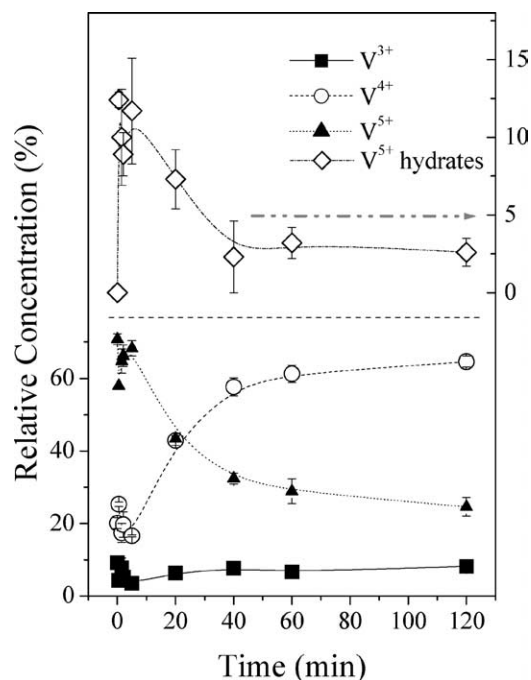 V³⁺
V⁴⁺
V⁵⁺
V⁵⁺ hydrates
15
10
5
0
60
40
20
0
0 20 40 60 80 100 120
Relative Concentration (%)
Time (min)